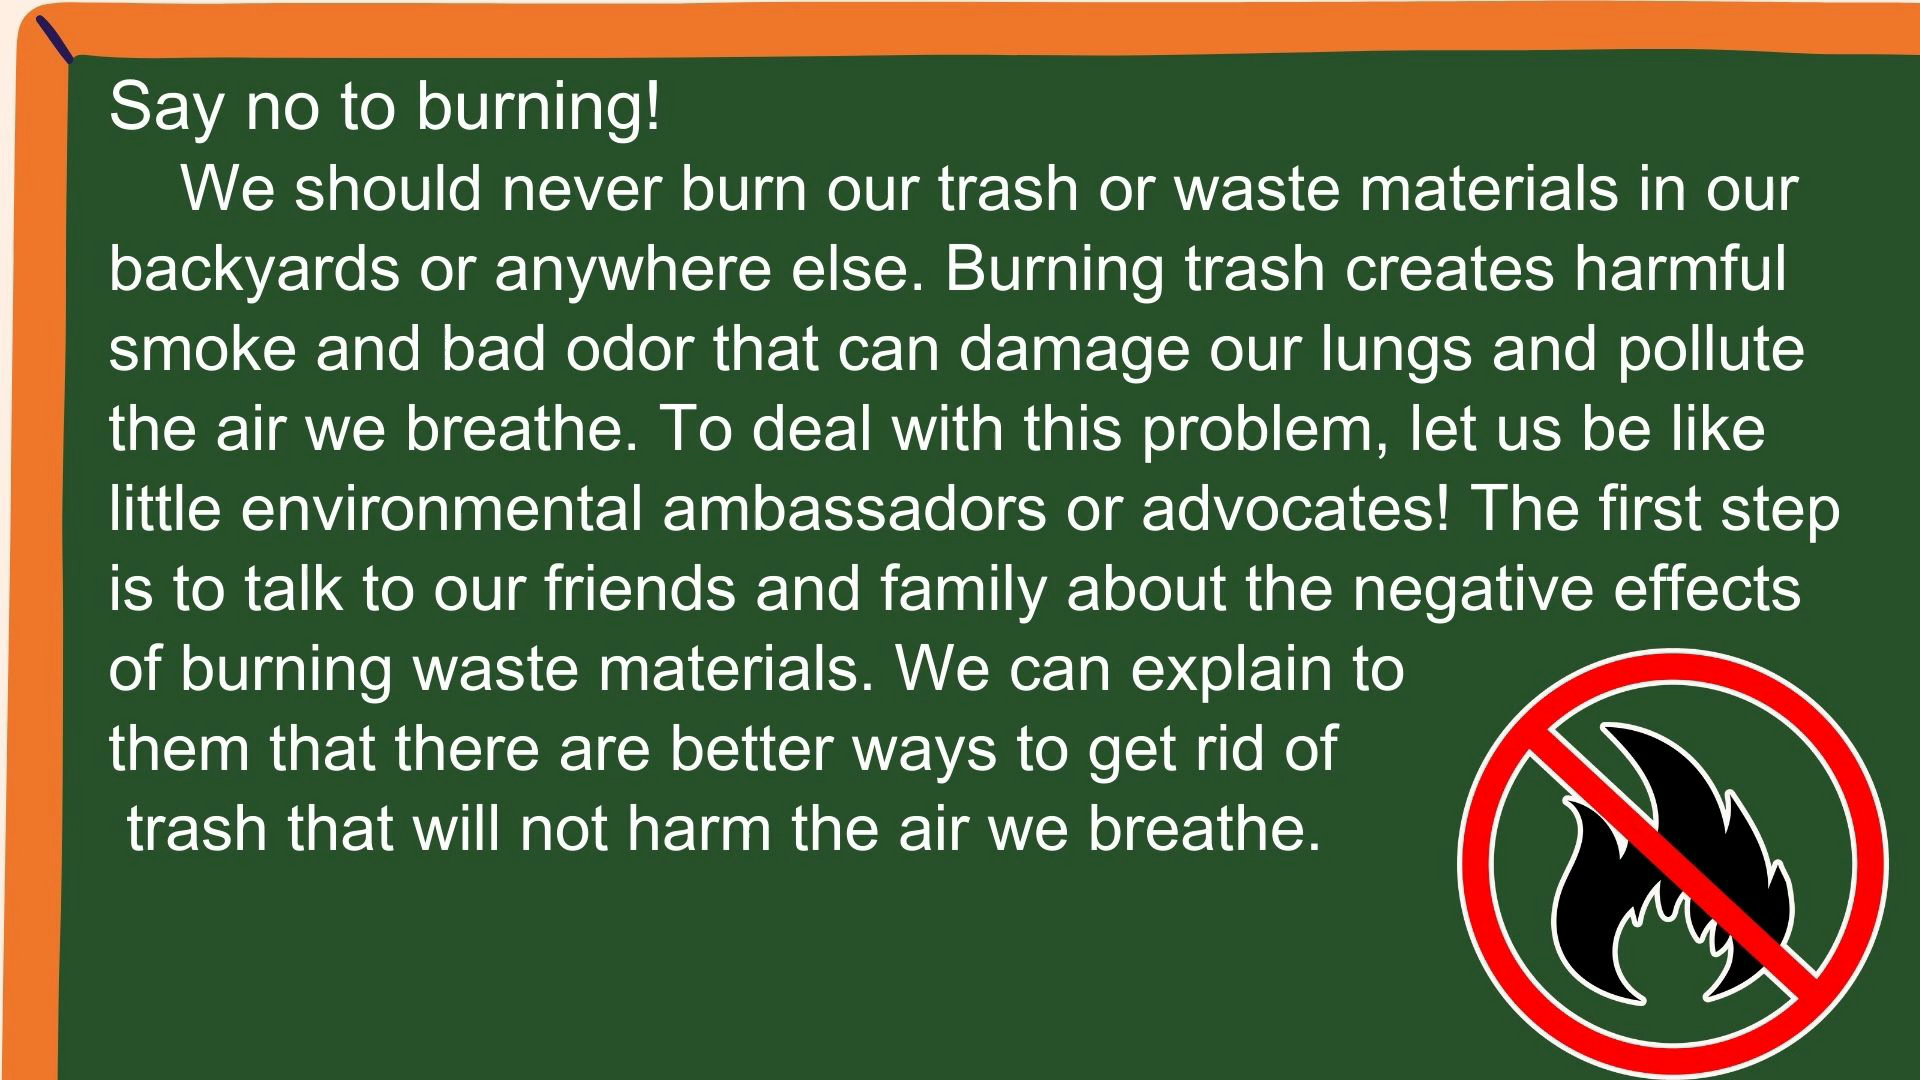 Say no to burning!
We should never burn our trash or waste materials in our
backyards or anywhere else. Burning trash creates harmful
smoke and bad odor that can damage our lungs and pollute
the air we breathe. To deal with this problem, let us be like
little environmental ambassadors or advocates! The first step
is to talk to our friends and family about the negative effects
of burning waste materials. We can explain to
them that there are better ways to get rid of
trash that will not harm the air we breathe.